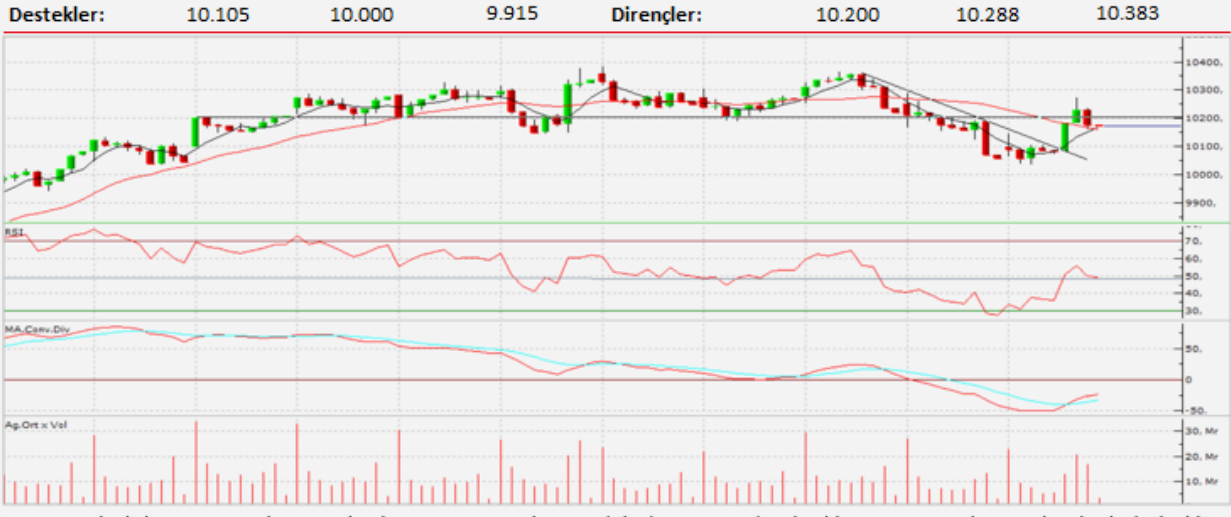 Destekler: 10.105 10.000 9.915 Dirençler: 10.200 10.288 10.383
10400.
10300.
10200.
10100.
10000.
9900.
RSI
70.
60.
50.
40.
30.
MA.Conv.Div
50.
0
-50.
Ag.Ort x Vol
30. Mr
20. Mr
10. Mr